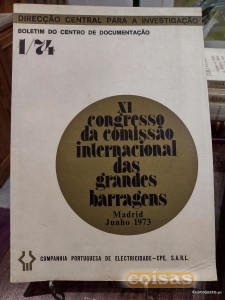 DIRECÇÃO CENTRAL PARA A INVESTIGAÇÃO
BOLETIM DO CENTRO DE DOCUMENTAÇÃO
1/74
XI
congresso
da comissão
internacional
das
grandes
barragens
Madrid
Junho 1973
COMPANHIA PORTUGUESA DE ELECTRICIDADE—CPE, S.A.R.L.
coisas